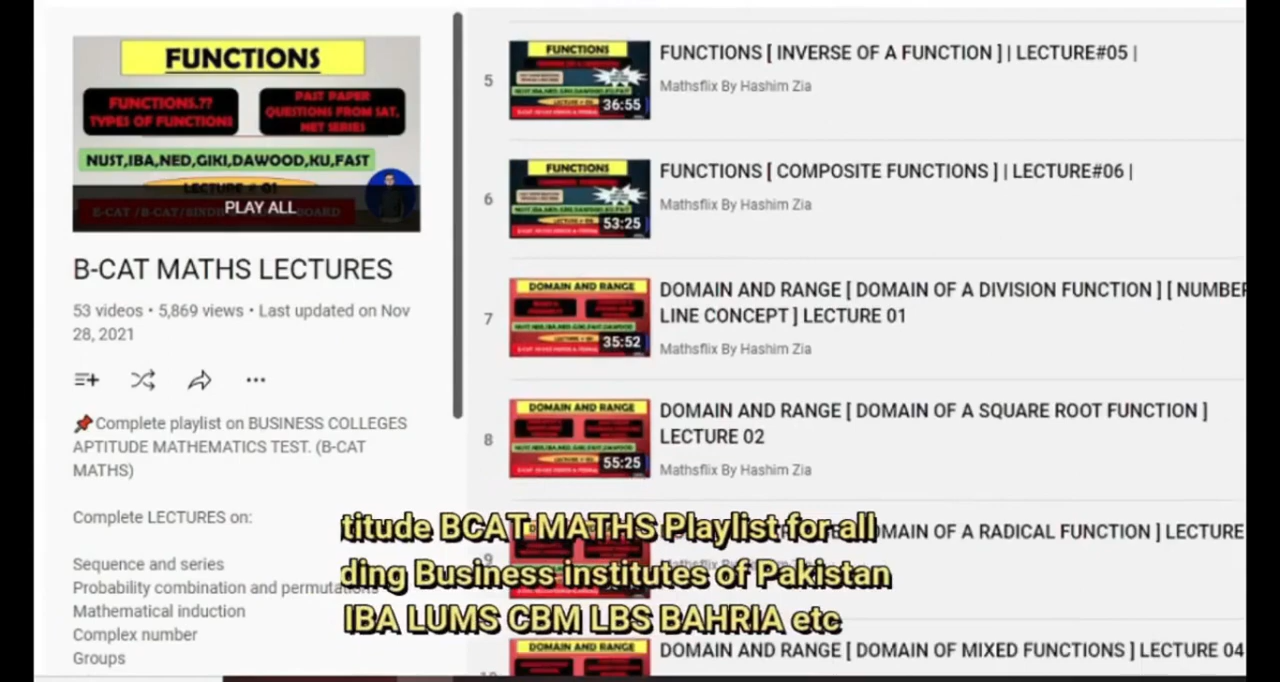 FUNCTIONS
FUNCTIONS.??
TYPES OF FUNCTIONS
PAST PAPER
QUESTIONS FROM SAT,
NET SERIES
NUST,IBA,NED,GIKI,DAWOOD,KU,FAST
LECTURE # 01
PLAY ALL
B-CAT MATHS LECTURES
53 videos • 5,869 views • Last updated on Nov
28, 2021
📌Complete playlist on BUSINESS COLLEGES
APTITUDE MATHEMATICS TEST. (B-CAT
MATHS)
Complete LECTURES on:
Sequence and series
Probability combination and permutations
Mathematical induction
Complex number
Groups
5
FUNCTIONS
36:55
FUNCTIONS [ INVERSE OF A FUNCTION ] | LECTURE#05 |
Mathsflix By Hashim Zia
6
FUNCTIONS
53:25
FUNCTIONS [ COMPOSITE FUNCTIONS ] | LECTURE#06 |
Mathsflix By Hashim Zia
7
DOMAIN AND RANGE
35:52
DOMAIN AND RANGE [ DOMAIN OF A DIVISION FUNCTION ] [ NUMBER
LINE CONCEPT ] LECTURE 01
Mathsflix By Hashim Zia
8
DOMAIN AND RANGE
55:25
DOMAIN AND RANGE [ DOMAIN OF A SQUARE ROOT FUNCTION ]
LECTURE 02
Mathsflix By Hashim Zia
9
DOMAIN OF A RADICAL FUNCTION ] LECTURE
DOMAIN AND RANGE
DOMAIN AND RANGE [ DOMAIN OF MIXED FUNCTIONS ] LECTURE 04
titude BCAT MATHS Playlist for all
ding Business institutes of Pakistan
IBA LUMS CBM LBS BAHRIA etc